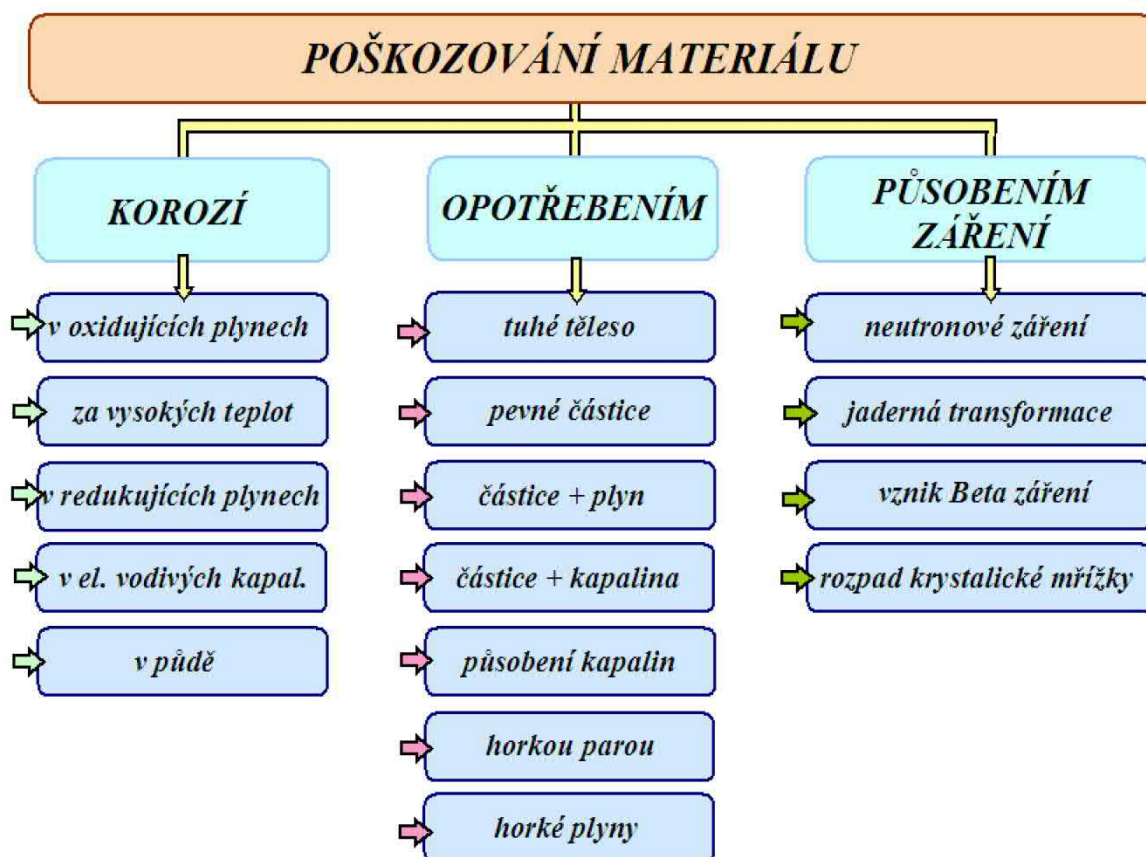 POŠKOZOVÁNÍ MATERIÁLU
KOROZÍ
v oxidujících plynech
za vysokých teplot
v redukujících plynech
v el. vodivých kapal.
v půdě
OPOTŘEBENÍM
tuhé těleso
pevné částice
částice + plyn
částice + kapalina
působení kapalin
horkou parou
horké plyny
PŮSOBENÍM
ZÁŘENÍ
neutronové záření
jaderná transformace
vznik Beta záření
rozpad krystalické mřížky